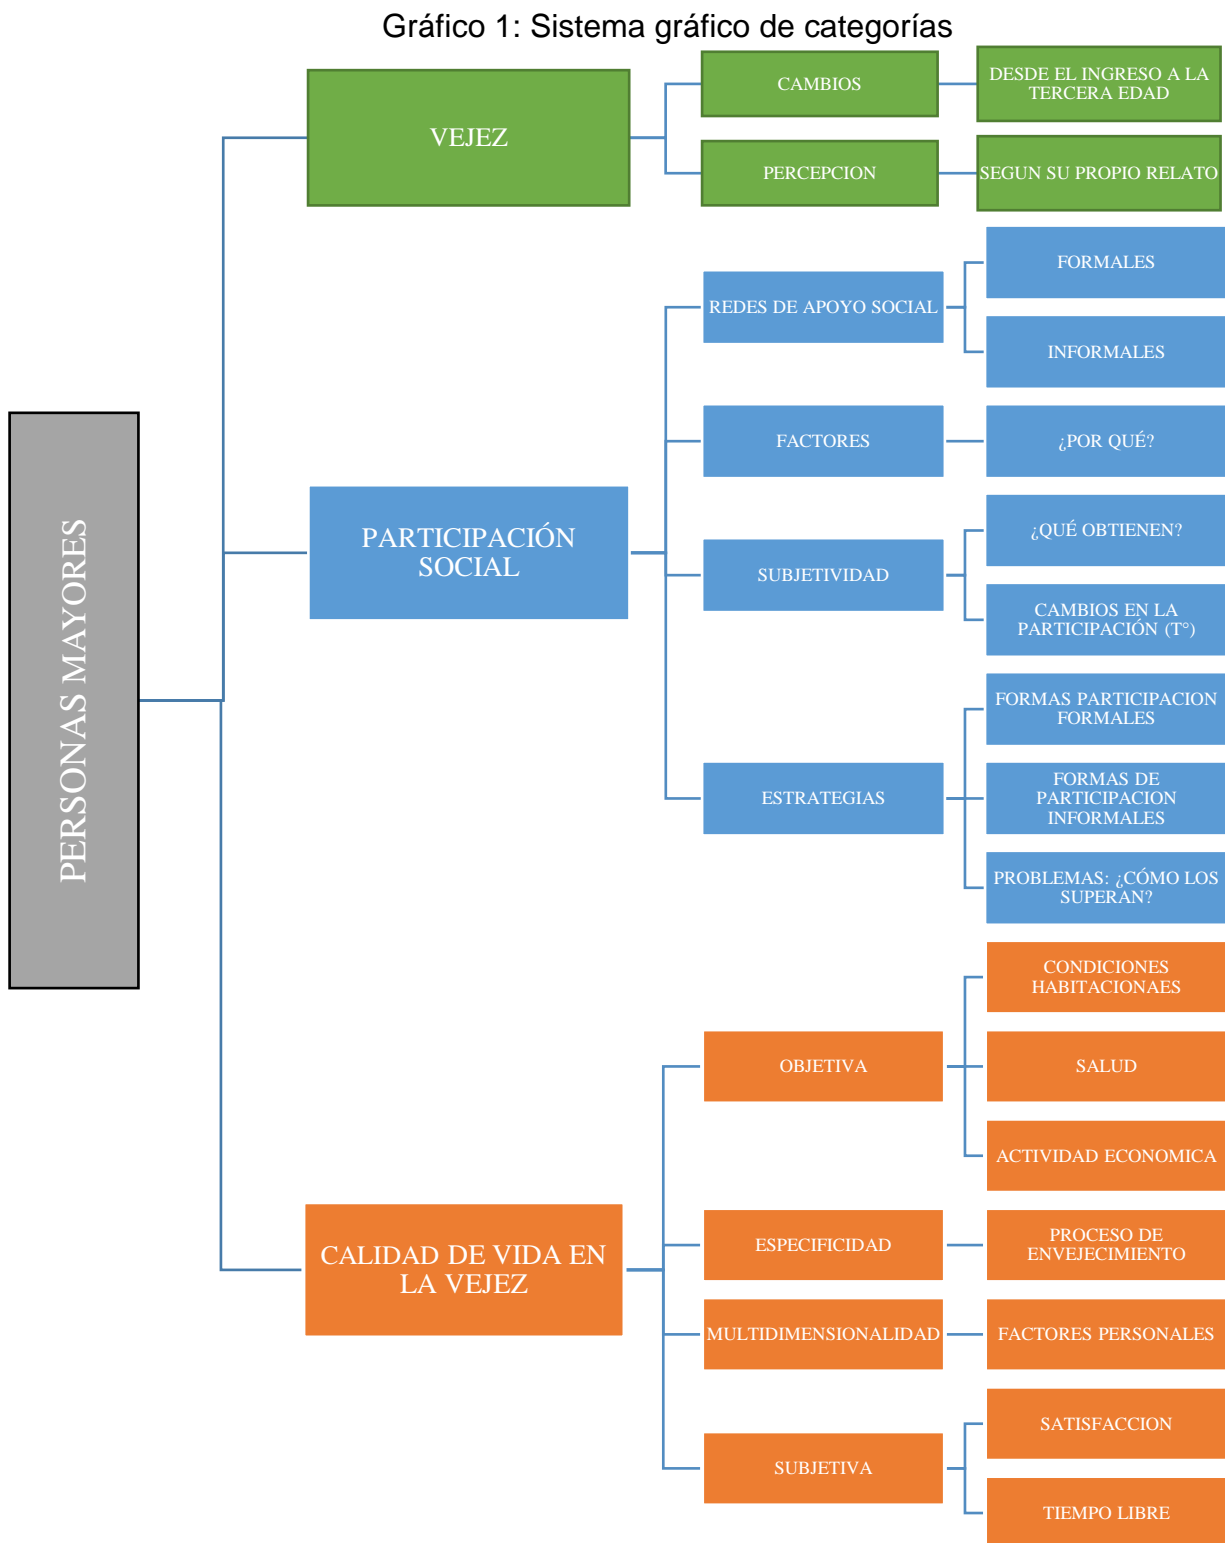 Gráfico 1: Sistema gráfico de categorías
PERSONAS MAYORES
VEJEZ
CAMBIOS
DESDE EL INGRESO A LA
TERCERA EDAD
PERCEPCION
SEGUN SU PROPIO RELATO
PARTICIPACIÓN
SOCIAL
REDES DE APOYO SOCIAL
FORMALES
INFORMALES
FACTORES
¿POR QUÉ?
SUBJETIVIDAD
¿QUÉ OBTIENEN?
CAMBIOS EN LA
PARTICIPACIÓN (T°)
ESTRATEGIAS
FORMAS PARTICIPACION
FORMALES
FORMAS DE
PARTICIPACION
INFORMALES
PROBLEMAS: ¿CÓMO LOS
SUPERAN?
CALIDAD DE VIDA EN
LA VEJEZ
OBJETIVA
CONDICIONES
HABITACIONAES
SALUD
ACTIVIDAD ECONOMICA
ESPECIFICIDAD
PROCESO DE
ENVEJECIMIENTO
MULTIDIMENSIONALIDAD
FACTORES PERSONALES
SUBJETIVA
SATISFACCION
TIEMPO LIBRE